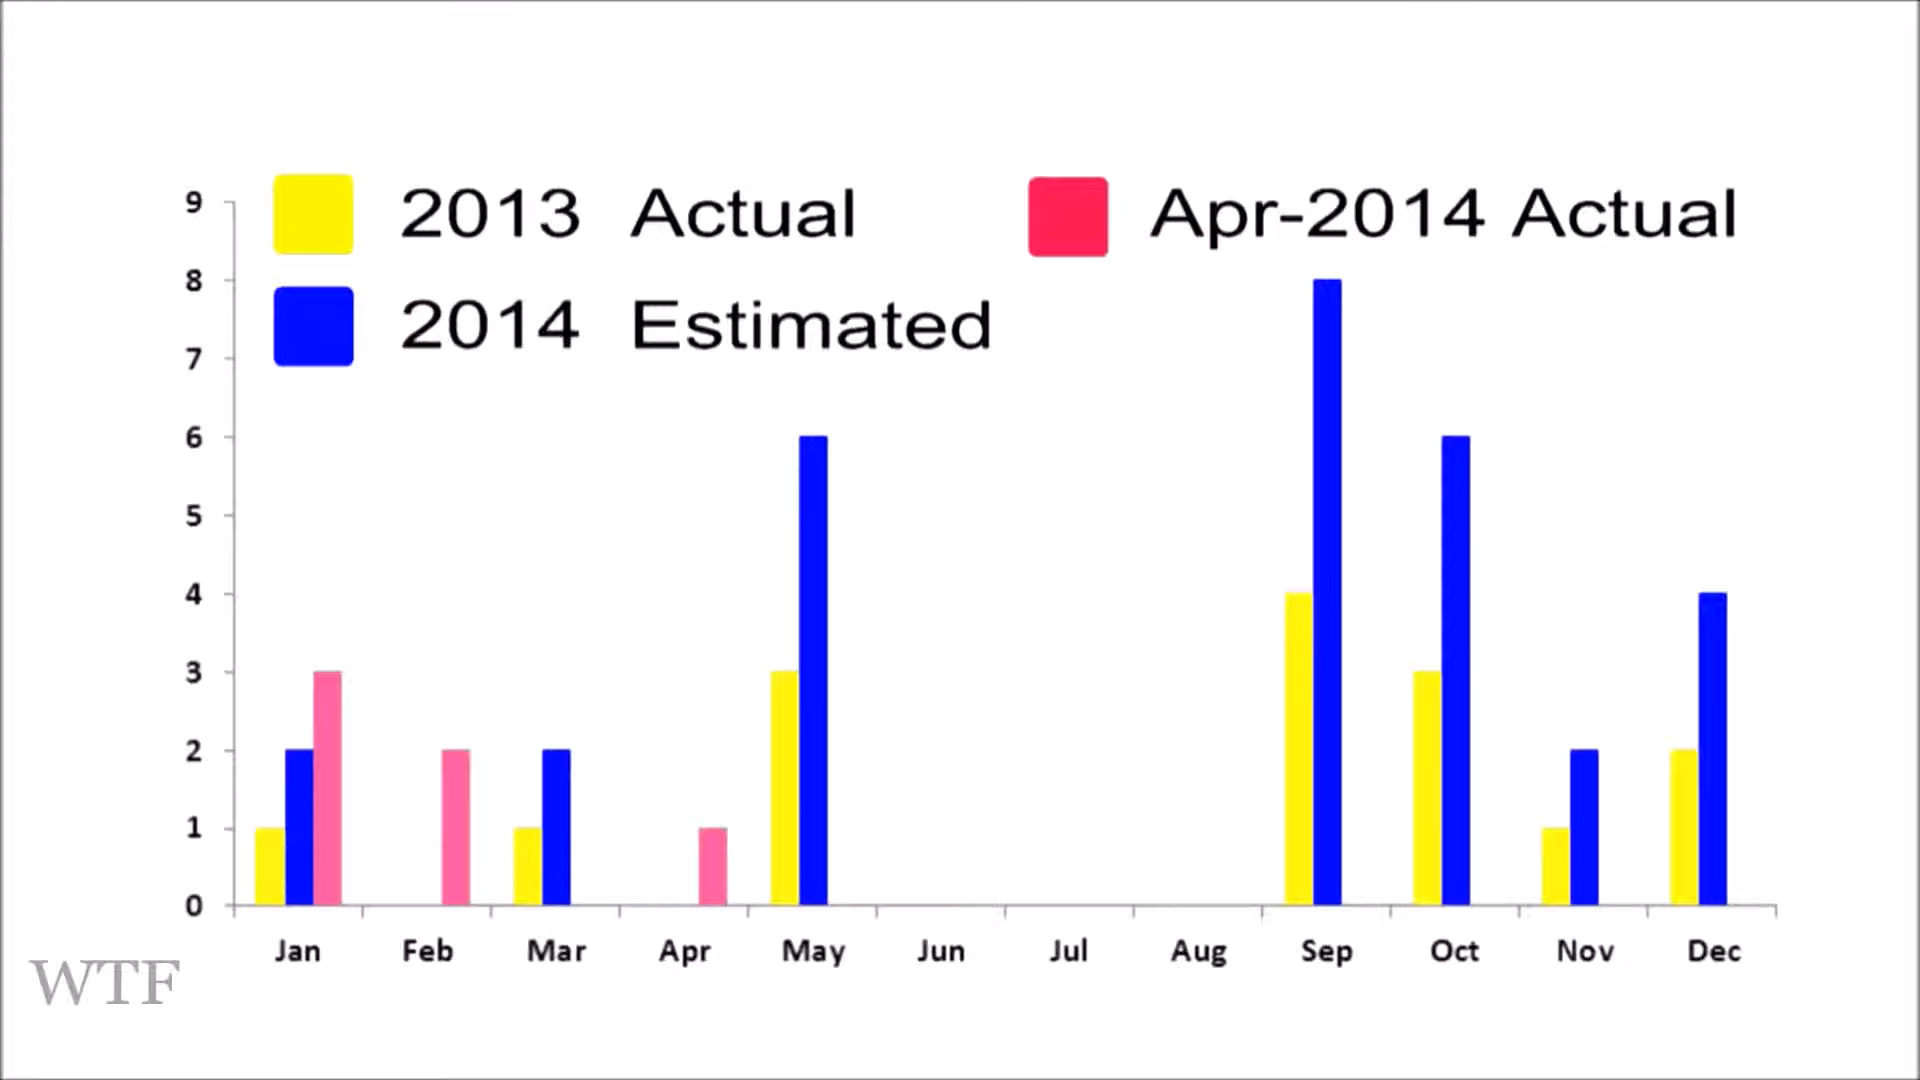 2013 Actual
Apr-2014 Actual
2014 Estimated
9
8
7
6
5
4
3
2
1
0
Jan Feb Mar Apr May Jun Jul Aug Sep Oct Nov Dec
WTF